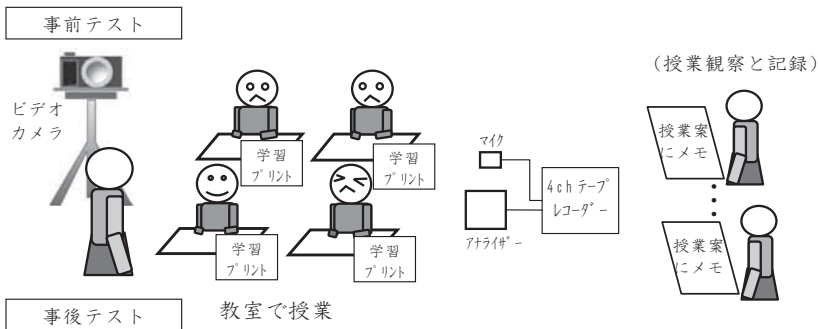 事前テスト
ビデオ
カメラ
学習
プリント
学習
プリント
学習
プリント
学習
プリント
マイク
アナライザー
4chテープ
レコーダー
(授業観察と記録)
授業案
にメモ
授業案
にメモ
事後テスト
教室で授業